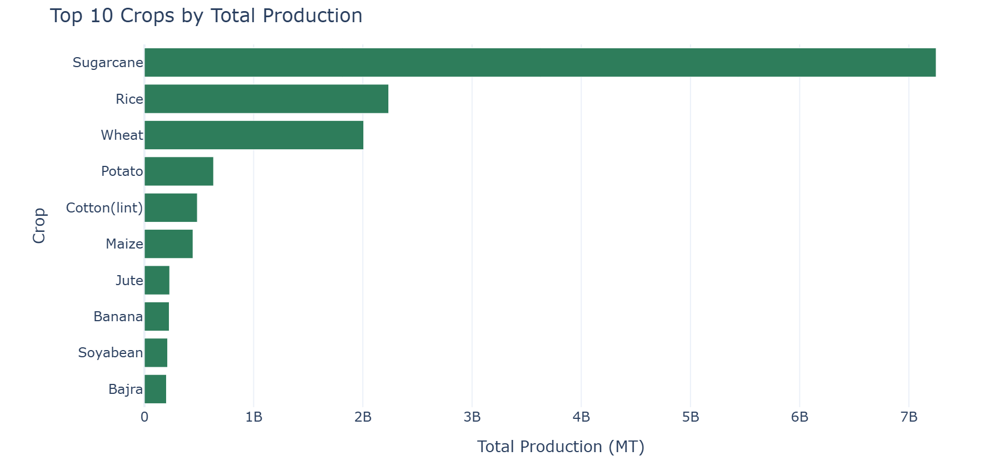 Top 10 Crops by Total Production
Sugarcane
Rice
Wheat
Potato
Cotton(lint)
Maize
Jute
Banana
Soyabean
Bajra
Crop
0 1B 2B 3B 4B 5B 6B 7B
Total Production (MT)